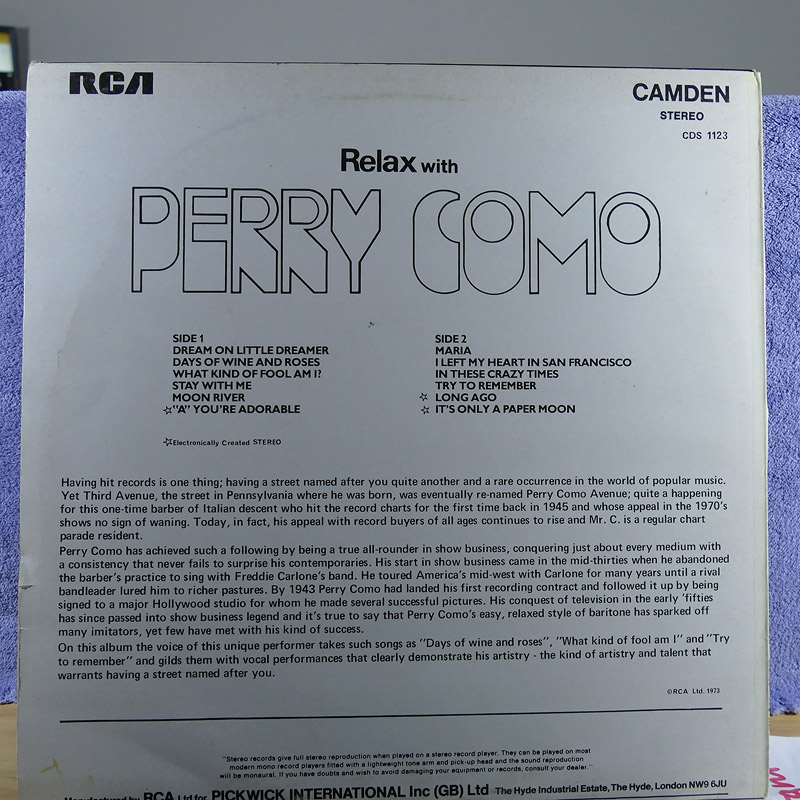 RCA
CAMDEN
STEREO
CDS 1123
Relax with
PERRY COMO
SIDE 1
DREAM ON LITTLE DREAMER
DAYS OF WINE AND ROSES
WHAT KIND OF FOOL AM I?
STAY WITH ME
MOON RIVER
☆"A" YOU'RE ADORABLE
SIDE 2
MARIA
I LEFT MY HEART IN SAN FRANCISCO
IN THESE CRAZY TIMES
TRY TO REMEMBER
☆ LONG AGO
☆ IT'S ONLY A PAPER MOON
☆Electronically Created STEREO
Having hit records is one thing; having a street named after you quite another and a rare occurrence in the world of popular music.
Yet Third Avenue, the street in Pennsylvania where he was born, was eventually re-named Perry Como Avenue; quite a happening
for this one-time barber of Italian descent who hit the record charts for the first time back in 1945 and whose appeal in the 1970's
shows no sign of waning. Today, in fact, his appeal with record buyers of all ages continues to rise and Mr. C. is a regular chart
parade resident.
Perry Como has achieved such a following by being a true all-rounder in show business, conquering just about every medium with
a consistency that never fails to surprise his contemporaries. His start in show business came in the mid-thirties when he abandoned
the barber's practice to sing with Freddie Carlone's band. He toured America's mid-west with Carlone for many years until a rival
bandleader lured him to richer pastures. By 1943 Perry Como had landed his first recording contract and followed it up by being
signed to a major Hollywood studio for whom he made several successful pictures. His conquest of television in the early 'fifties
has since passed into show business legend and it's true to say that Perry Como's easy, relaxed style of baritone has sparked off
many imitators, yet few have met with his kind of success.
On this album the voice of this unique performer takes such songs as "Days of wine and roses", "What kind of fool am I" and "Try
to remember" and gilds them with vocal performances that clearly demonstrate his artistry - the kind of artistry and talent that
warrants having a street named after you.
©RCA Ltd. 1973
"Stereo records give full stereo reproduction when played on a stereo record player. They can be played on most
modern mono record players fitted with a lightweight tone arm and pick-up head and the sound reproduction
will be monaural. If you have doubts and wish to avoid damaging your equipment or records, consult your dealer."
Manufactured by RCA Ltd for PICKWICK INTERNATIONAL Inc (GB) Ltd The Hyde Industrial Estate, The Hyde, London NW9 6JU